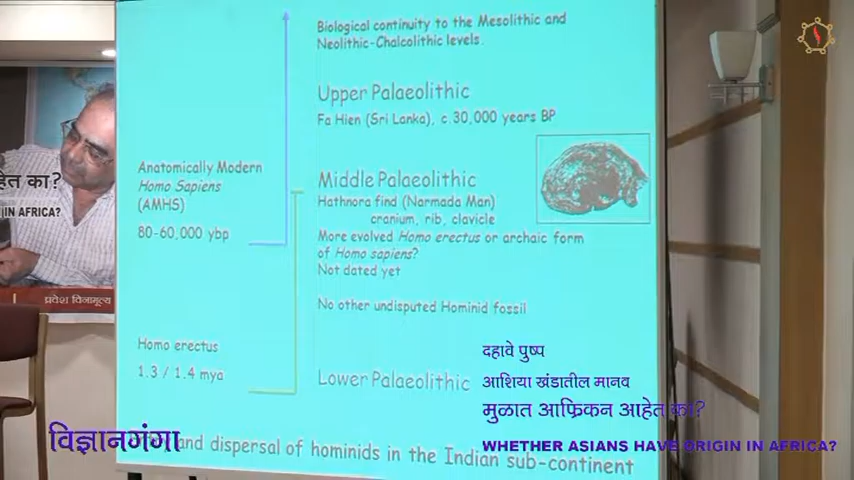 Biological continuity to the Mesolithic and
Neolithic-Chalcolithic levels.
Upper Palaeolithic
Fa Hien (Sri Lanka), c.30,000 years BP
Anatomically Modern
Homo Sapiens
(AMHS)
80-60,000 ybp
Middle Palaeolithic
Hathnora find (Narmada Man)
cranium, rib, clavicle
More evolved Homo erectus or archaic form
of Homo sapiens?
Not dated yet
No other undisputed Hominid fossil
Homo erectus
1.3 / 1.4 mya
Lower Palaeolithic
and dispersal of hominids in the Indian sub-continent
हेत का?
IN AFRICA?
प्रवेश विनामूल्य
दहावे पुष्प
आशिया खंडातील मानव
मुळात आफ्रिकन आहेत का?
WHETHER ASIANS HAVE ORIGIN IN AFRICA?
विज्ञानगंगा